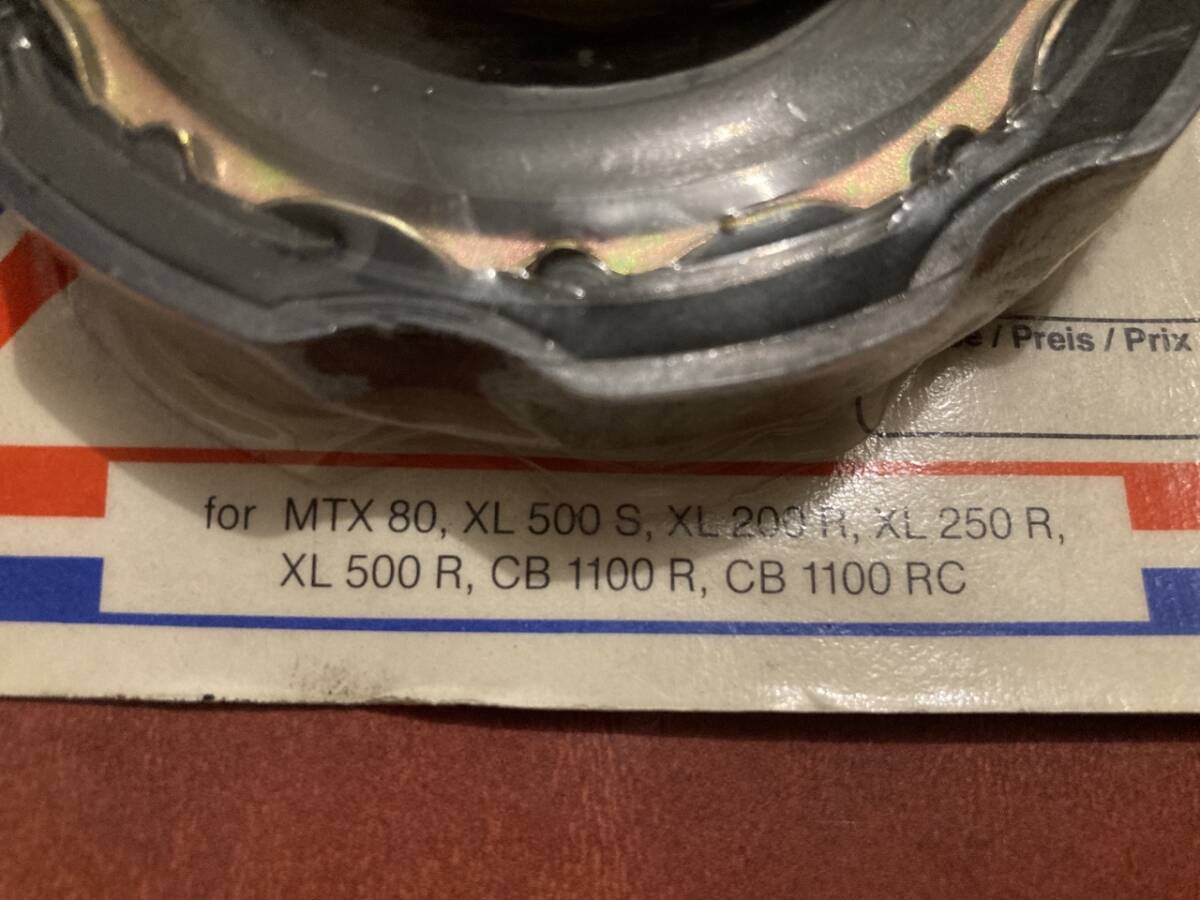 / Preis / Prix
for MTX 80, XL 500 S, XL 200 R, XL 250 R,
XL 500 R, CB 1100 R, CB 1100 RC